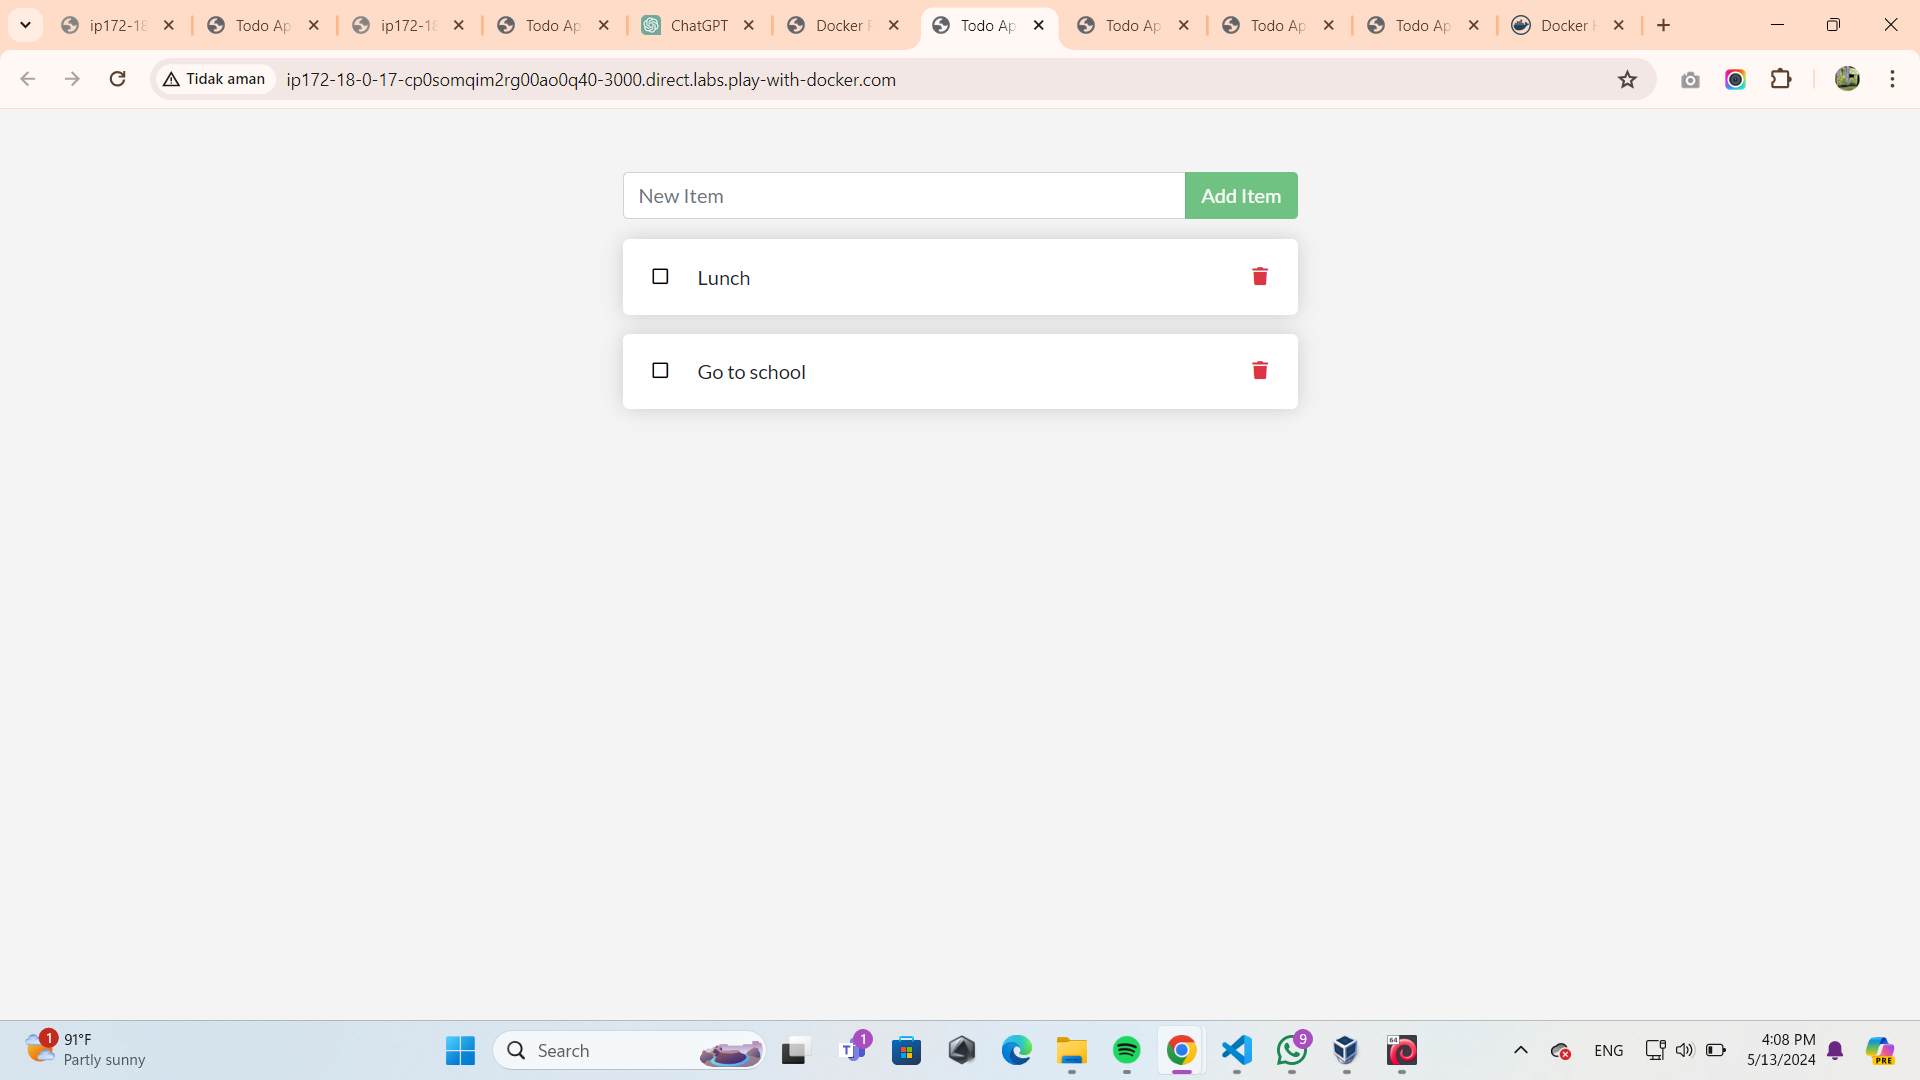 ip172-18
Todo Ap
ip172-18
Todo Ap
ChatGPT
Docker
Todo Ap
Todo Ap
Todo Ap
Todo Ap
Docker
Tidak aman
ip172-18-0-17-cp0somqim2rg00ao0q40-3000.direct.labs.play-with-docker.com
New Item
Add Item
Lunch
Go to school
1
91°F
Partly sunny
Search
1
9
64
ENG
4:08 PM
5/13/2024
PRE